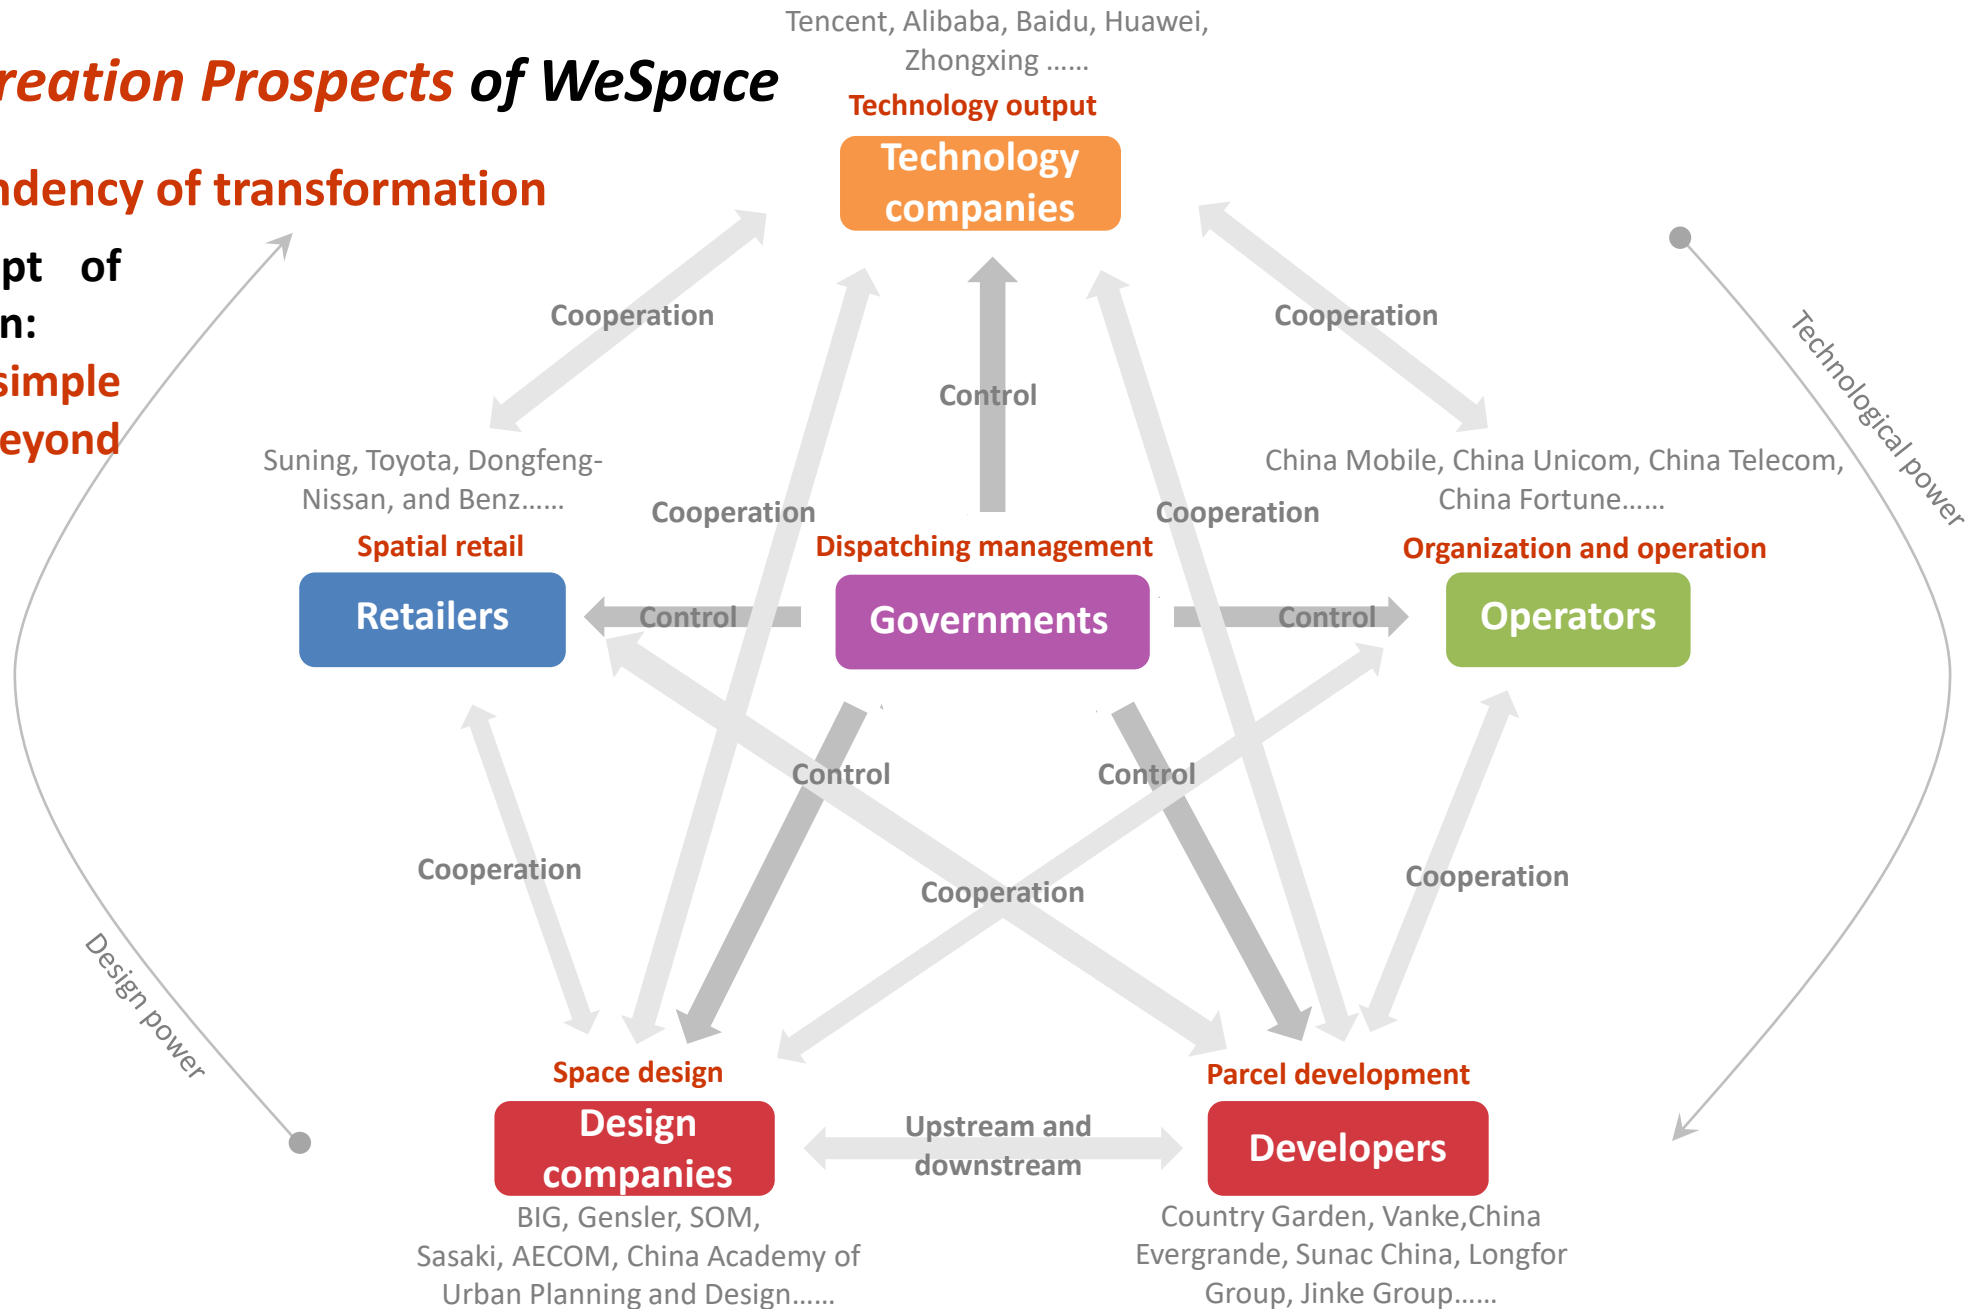 Tencent, Alibaba, Baidu, Huawei,
Zhongxing ......
reation Prospects of WeSpace
Technology output
Technology
companies
ndency of transformation
pt of
n:
simple
eyond
Cooperation
Cooperation
Control
Technological power
Suning, Toyota, Dongfeng-
Nissan, and Benz......
China Mobile, China Unicom, China Telecom,
China Fortune......
Cooperation
Cooperation
Spatial retail
Dispatching management
Organization and operation
Retailers
Control
Governments
Control
Operators
Control
Control
Cooperation
Cooperation
Cooperation
Design power
Space design
Parcel development
Design
companies
Upstream and
downstream
Developers
BIG, Gensler, SOM,
Sasaki, AECOM, China Academy of
Urban Planning and Design......
Country Garden, Vanke,China
Evergrande, Sunac China, Longfor
Group, Jinke Group......